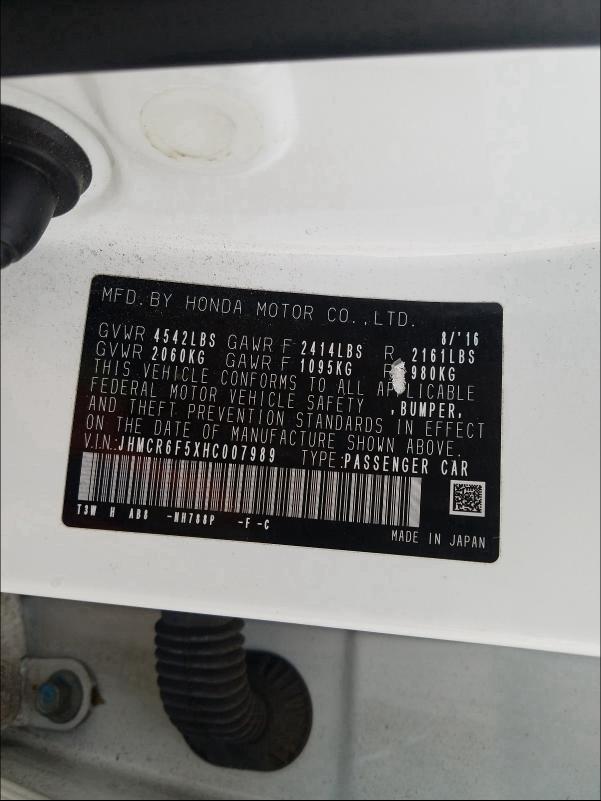 MFD. BY HONDA MOTOR CO.,LTD. 8/'16
GVWR 4542LBS GAWR F 2414LBS R 2161LBS
GVWR 2060KG GAWR F 1095KG R 980KG
THIS VEHICLE CONFORMS TO ALL APPLICABLE
FEDERAL MOTOR VEHICLE SAFETY ,BUMPER,
AND THEFT PREVENTION STANDARDS IN EFFECT
ON THE DATE OF MANUFACTURE SHOWN ABOVE.
V.I.N.:JHMCR6F5XHC007989 TYPE:PASSENGER CAR
T3W H AB8 -NH788P -F -C
MADE IN JAPAN